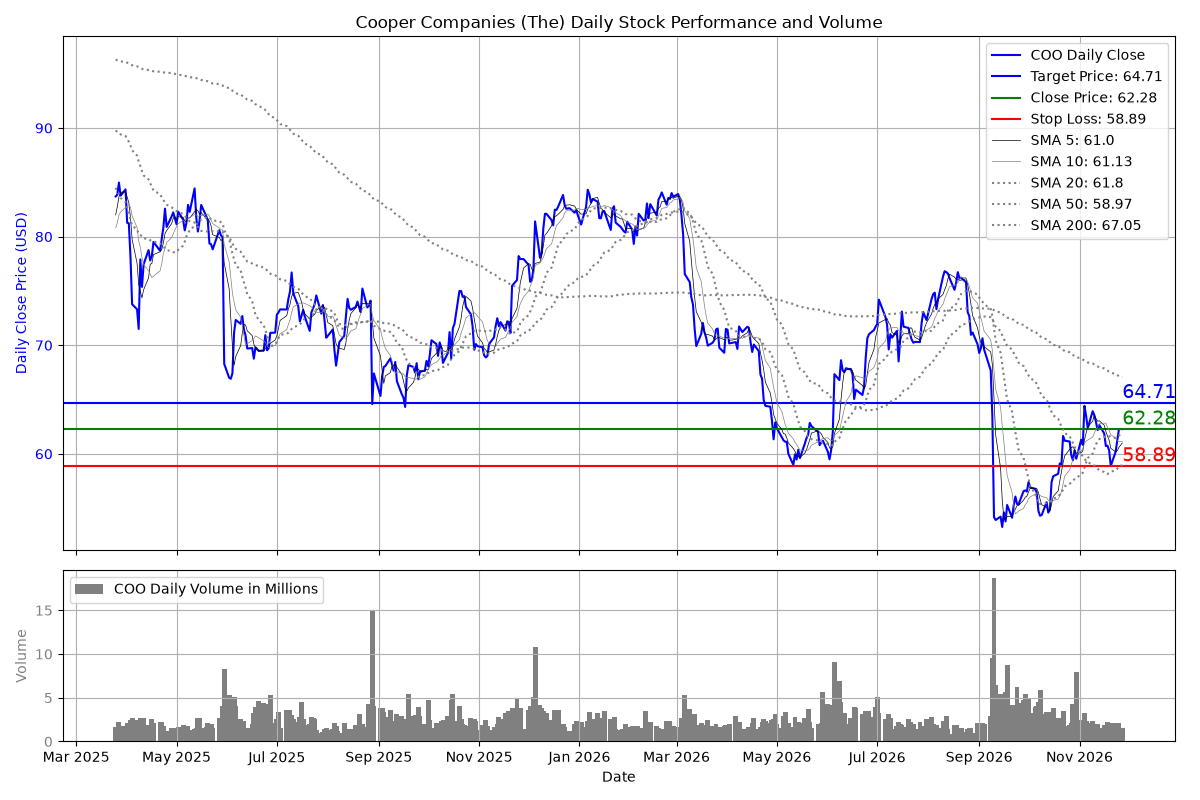 Cooper Companies (The) Daily Stock Performance and Volume
Daily Close Price (USD)
90
80
70
60
COO Daily Close
Target Price: 64.71
Close Price: 62.28
Stop Loss: 58.89
SMA 5: 61.0
SMA 10: 61.13
SMA 20: 61.8
SMA 50: 58.97
SMA 200: 67.05
64.71
62.28
58.89
COO Daily Volume in Millions
Volume
15
10
5
0
Mar 2025 May 2025 Jul 2025 Sep 2025 Nov 2025 Jan 2026 Mar 2026 May 2026 Jul 2026 Sep 2026 Nov 2026
Date